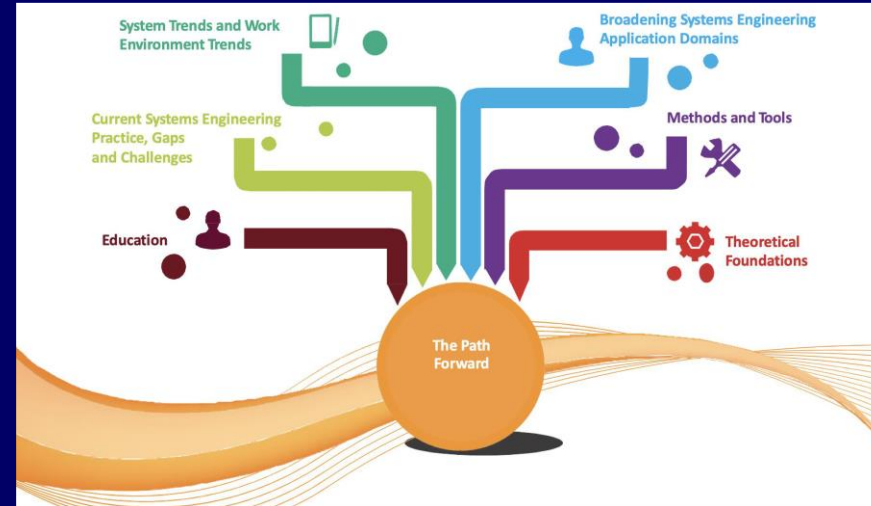 System Trends and Work
Environment Trends
Broadening Systems Engineering
Application Domains
Current Systems Engineering
Practice, Gaps
and Challenges
Methods and Tools
Education
Theoretical
Foundations
The Path
Forward